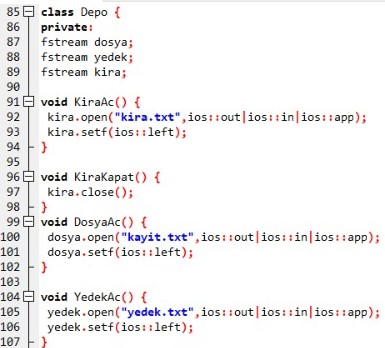 85 class Depo {
86 private:
87 fstream dosya;
88 fstream yedek;
89 fstream kira;
90
91 void KiraAc() {
92 kira.open("kira.txt",ios::out|ios::in|ios::app);
93 kira.setf(ios::left);
94 }
95
96 void KiraKapat() {
97 kira.close();
98 }
99 void DosyaAc() {
100 dosya.open("kayit.txt",ios::out|ios::in|ios::app);
101 dosya.setf(ios::left);
102 }
103
104 void YedekAc() {
105 yedek.open("yedek.txt",ios::out|ios::in|ios::app);
106 yedek.setf(ios::left);
107 }